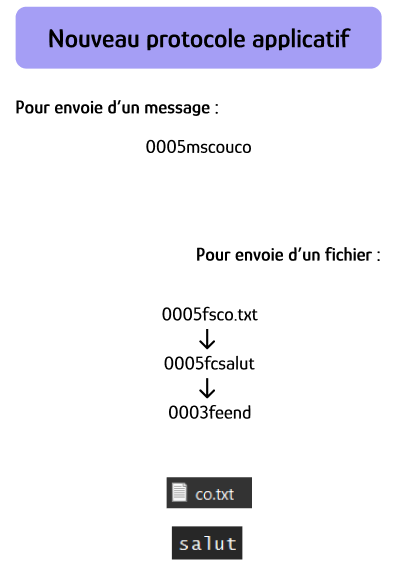 Nouveau protocole applicatif
Pour envoie d'un message :
0005mscouco
Pour envoie d'un fichier :
0005fsco.txt
0005fcsalut
0003feend
co.txt
salut